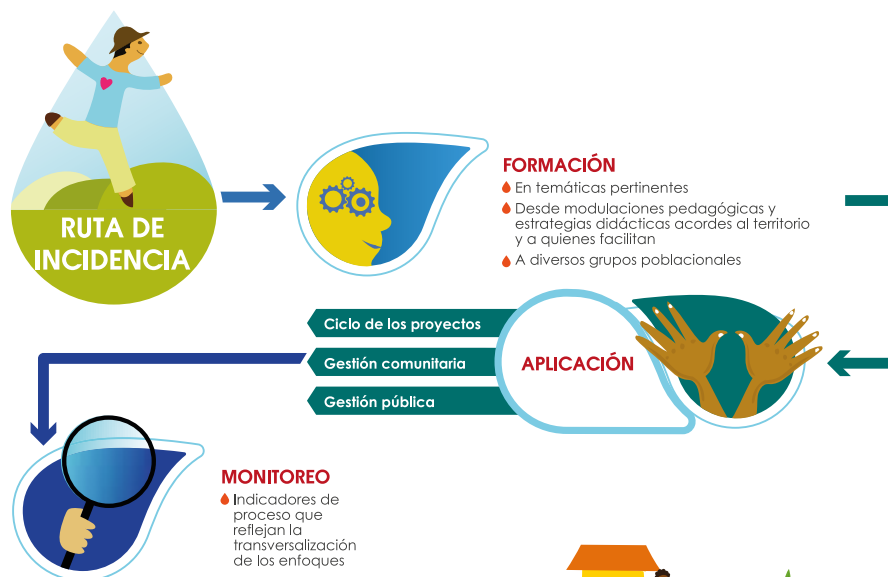 RUTA DE
INCIDENCIA
FORMACIÓN
En temáticas pertinentes
Desde modulaciones pedagógicas y
estrategias didácticas acordes al territorio
y a quienes facilitan
A diversos grupos poblacionales
Ciclo de los proyectos
Gestión comunitaria
Gestión pública
APLICACIÓN
MONITOREO
Indicadores de
proceso que
reflejan la
transversalización
de los enfoques